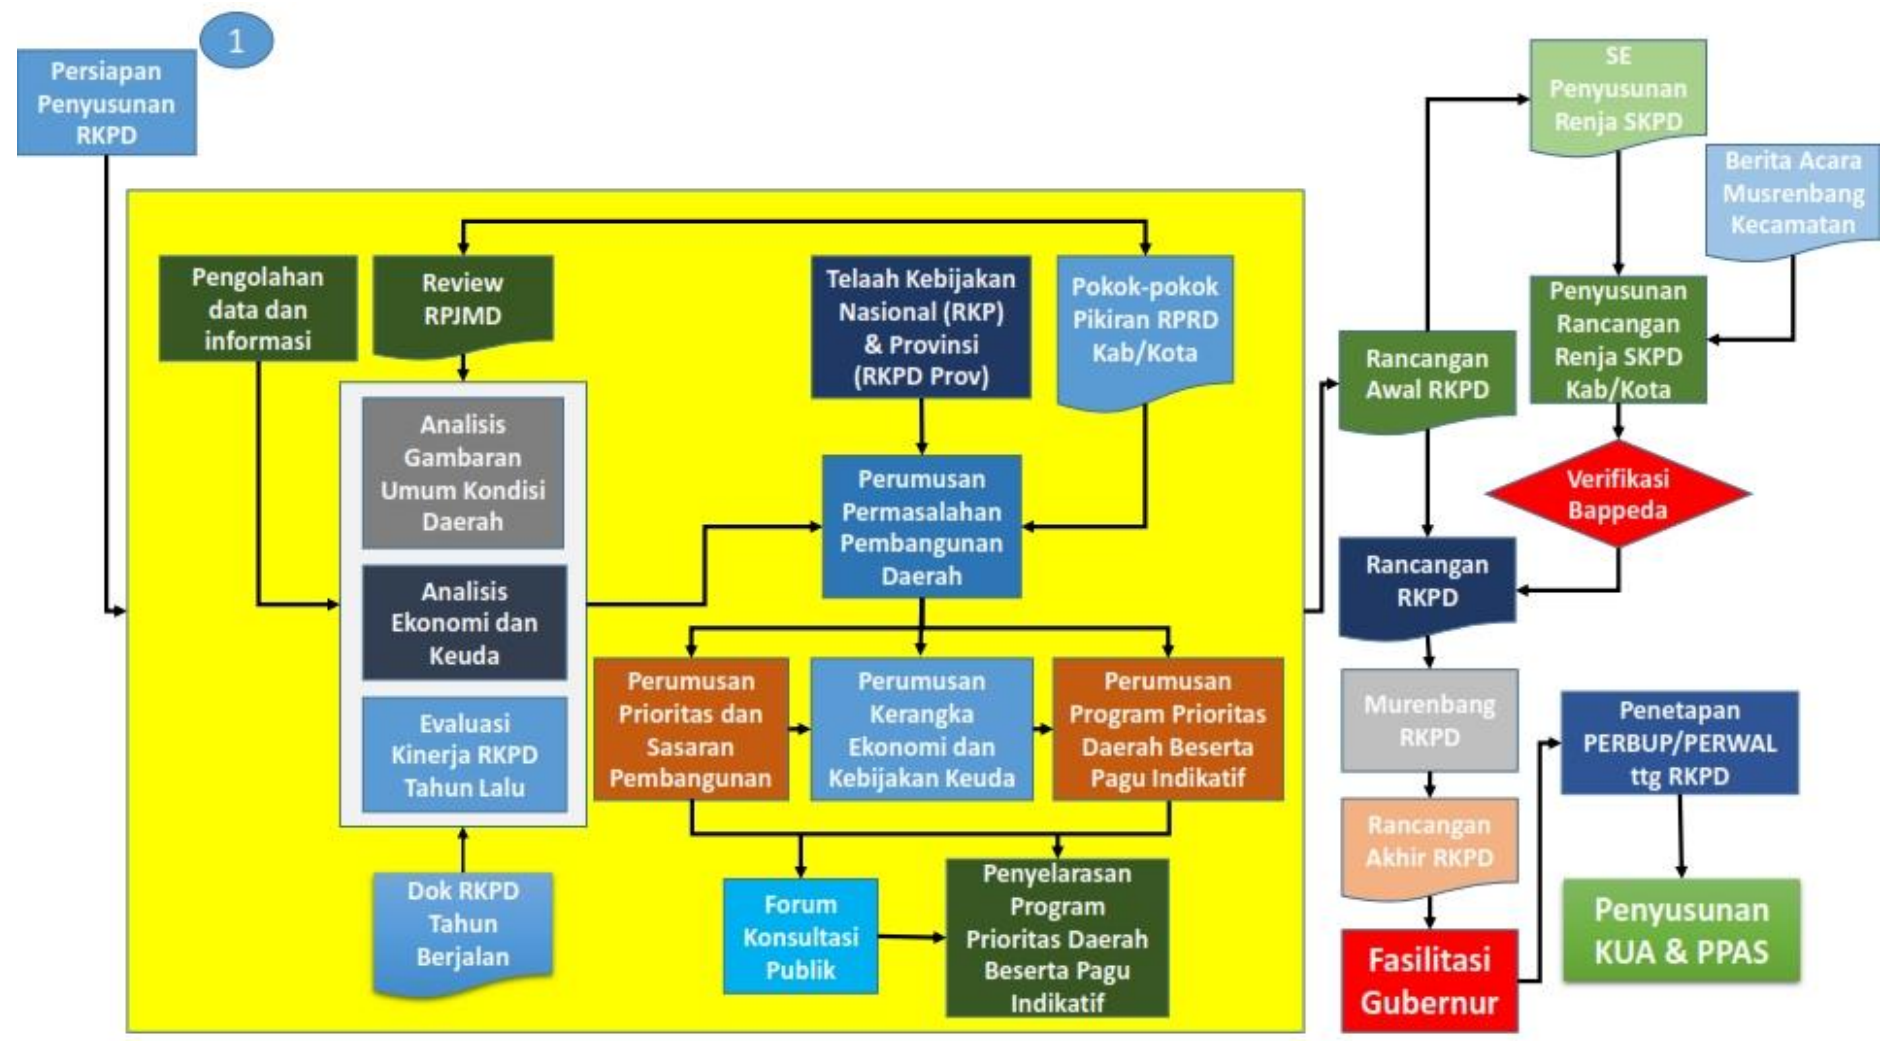 1
Persiapan
Penyusunan
RKPD
Pengolahan
data dan
informasi
Review
RPJMD
Telaah Kebijakan
Nasional (RKP)
& Provinsi
(RKPD Prov)
Pokok-pokok
Pikiran RPRD
Kab/Kota
Analisis
Gambaran
Umum Kondisi
Daerah
Analisis
Ekonomi dan
Keuda
Evaluasi
Kinerja RKPD
Tahun Lalu
Dok RKPD
Tahun
Berjalan
Perumusan
Permasalahan
Pembangunan
Daerah
Perumusan
Prioritas dan
Sasaran
Pembangunan
Perumusan
Kerangka
Ekonomi dan
Kebijakan Keuda
Perumusan
Program Prioritas
Daerah Beserta
Pagu Indikatif
Forum
Konsultasi
Publik
Penyelarasan
Program
Prioritas Daerah
Beserta Pagu
Indikatif
Rancangan
Awal RKPD
SE
Penyusunan
Renja SKPD
Berita Acara
Musrenbang
Kecamatan
Penyusunan
Rancangan
Renja SKPD
Kab/Kota
Verifikasi
Bappeda
Rancangan
RKPD
Murenbang
RKPD
Rancangan
Akhir RKPD
Fasilitasi
Gubernur
Penetapan
PERBUP/PERWAL
ttg RKPD
Penyusunan
KUA & PPAS